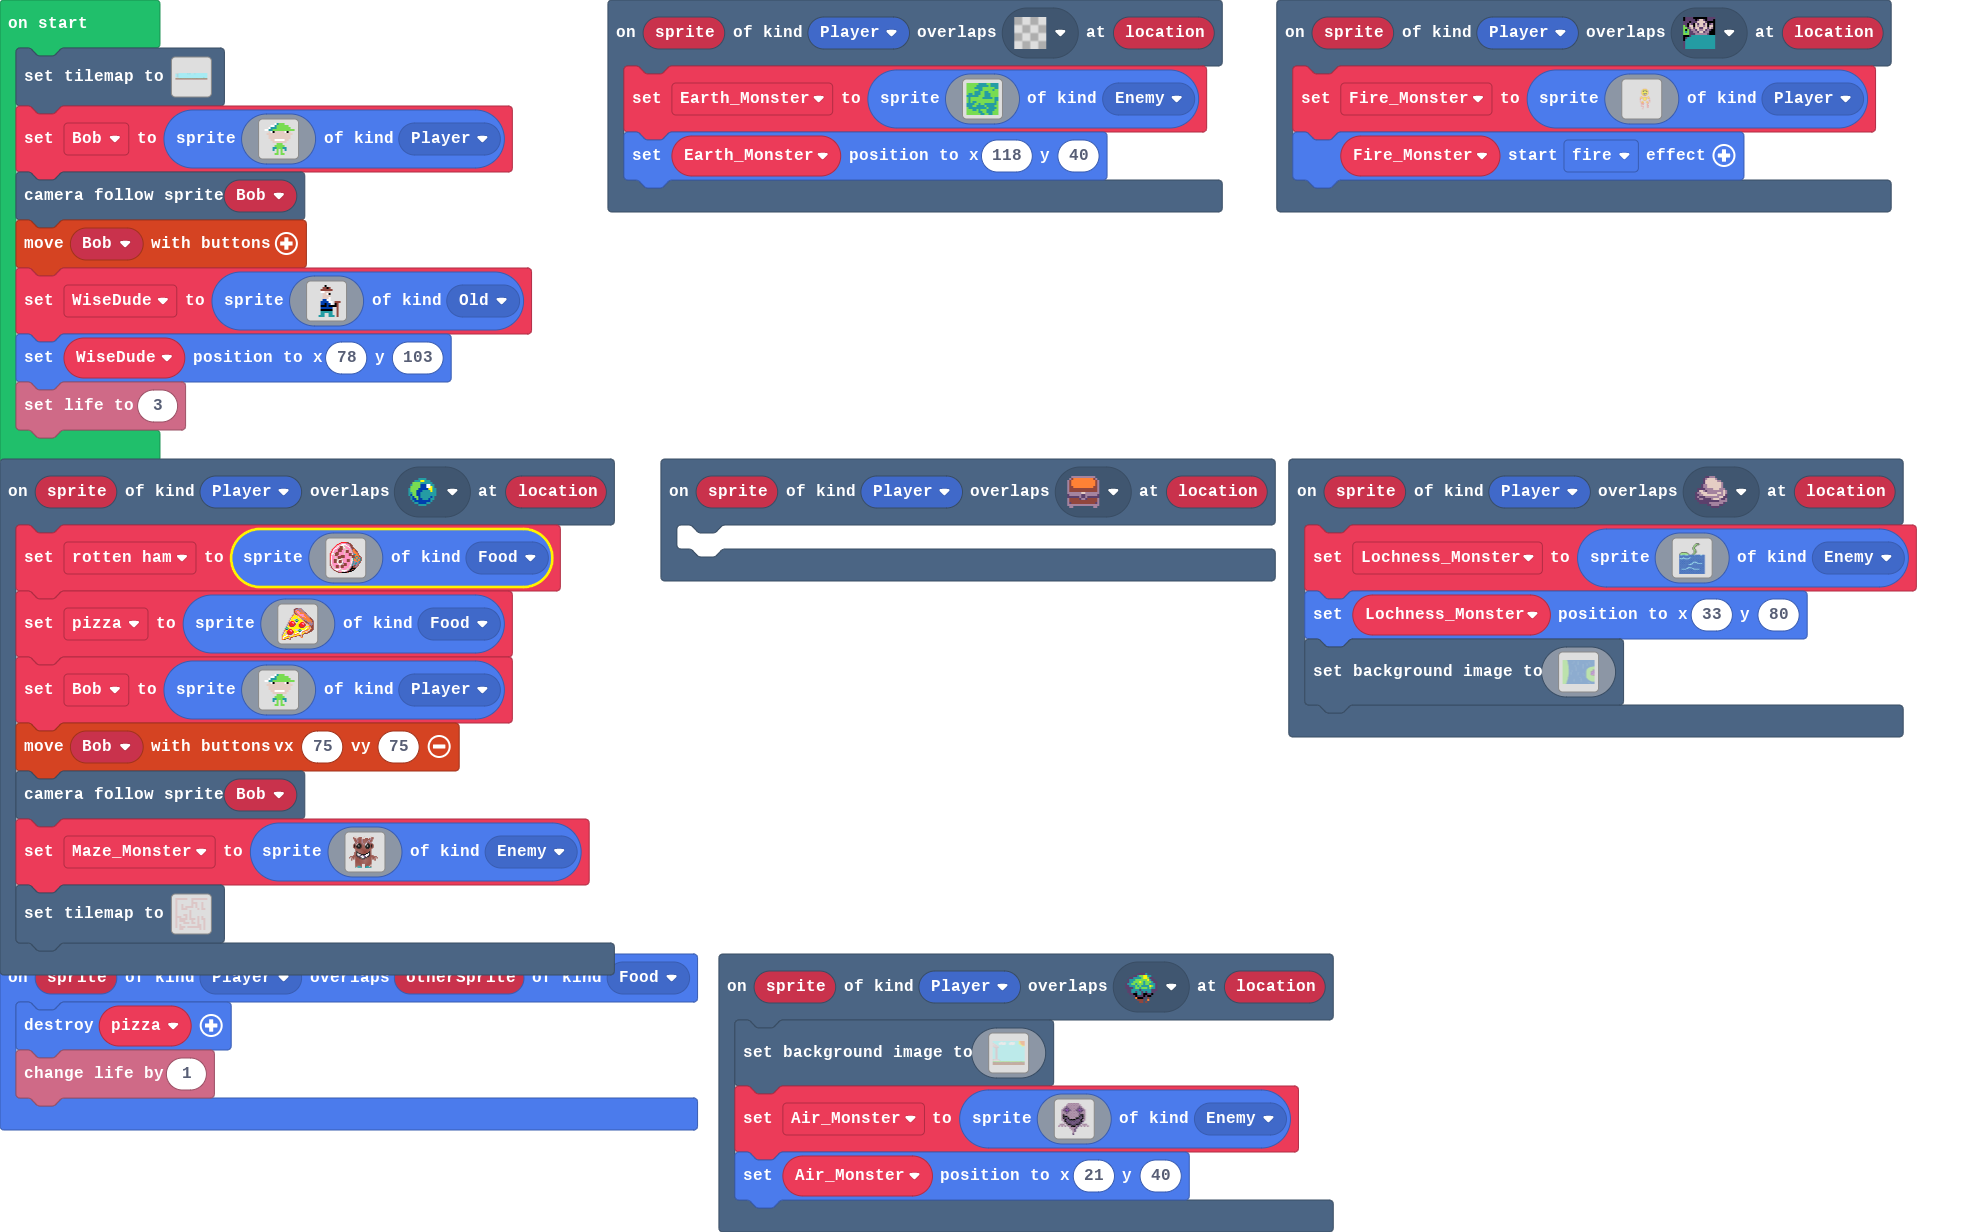 on start
set tilemap to
set Bob to sprite of kind Player
camera follow sprite Bob
move Bob with buttons
set WiseDude to sprite of kind Old
set WiseDude position to x 78 y 103
set life to 3
on sprite of kind Player overlaps at location
set Earth_Monster to sprite of kind Enemy
set Earth_Monster position to x 118 y 40
on sprite of kind Player overlaps at location
set Fire_Monster to sprite of kind Player
Fire_Monster start fire effect
on sprite of kind Player overlaps at location
set rotten ham to sprite of kind Food
set pizza to sprite of kind Food
set Bob to sprite of kind Player
move Bob with buttons vx 75 vy 75
camera follow sprite Bob
set Maze_Monster to sprite of kind Enemy
set tilemap to
on sprite of kind Player overlaps at location
on sprite of kind Player overlaps at location
set Lochness_Monster to sprite of kind Enemy
set Lochness_Monster position to x 33 y 80
set background image to
on sprite of kind Player overlaps otherSprite of kind Food
destroy pizza
change life by 1
on sprite of kind Player overlaps at location
set background image to
set Air_Monster to sprite of kind Enemy
set Air_Monster position to x 21 y 40